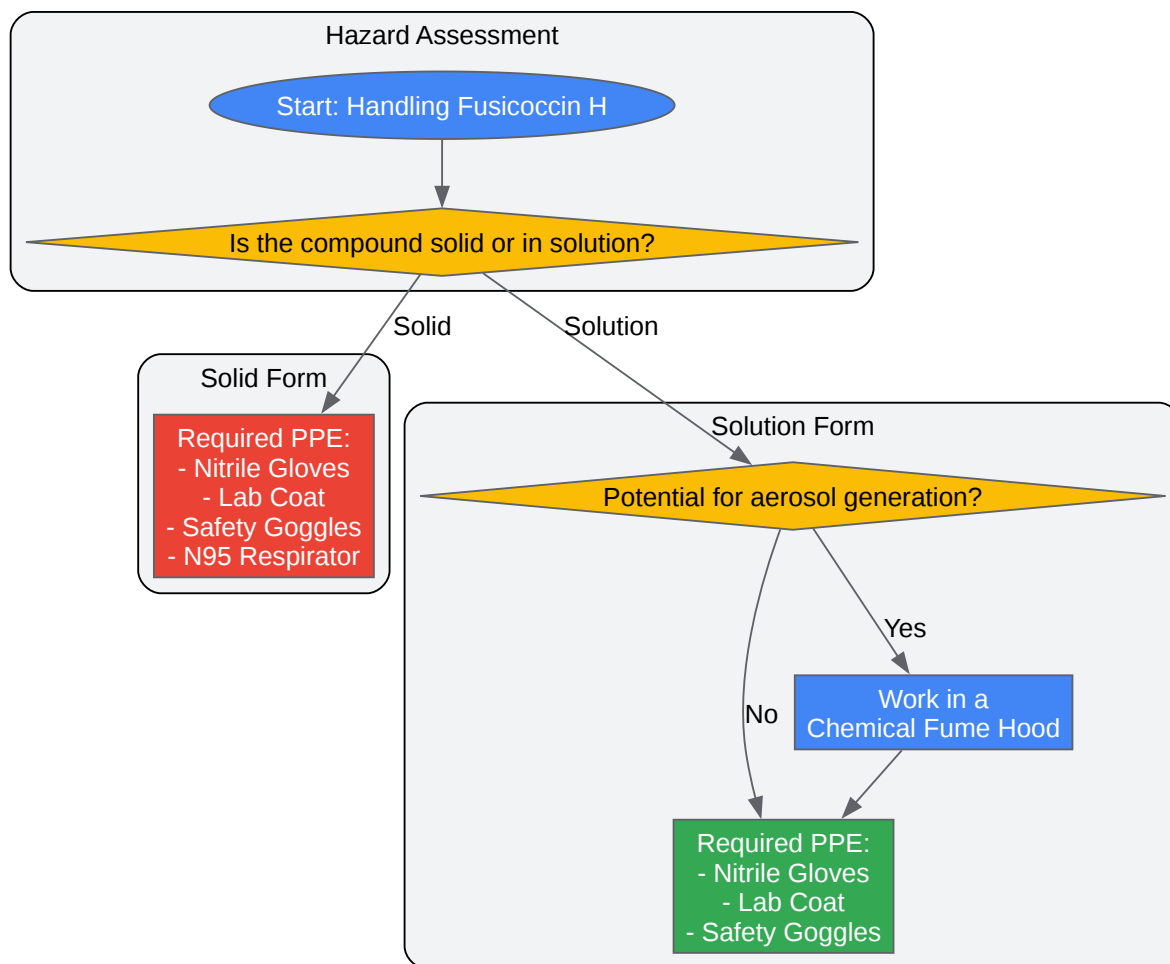 Hazard Assessment
Start: Handling Fusicoccin H
Is the compound solid or in solution?
Solid
Solution
Solid Form
Required PPE:
- Nitrile Gloves
- Lab Coat
- Safety Goggles
- N95 Respirator
Solution Form
Potential for aerosol generation?
Yes
No
Work in a
Chemical Fume Hood
Required PPE:
- Nitrile Gloves
- Lab Coat
- Safety Goggles